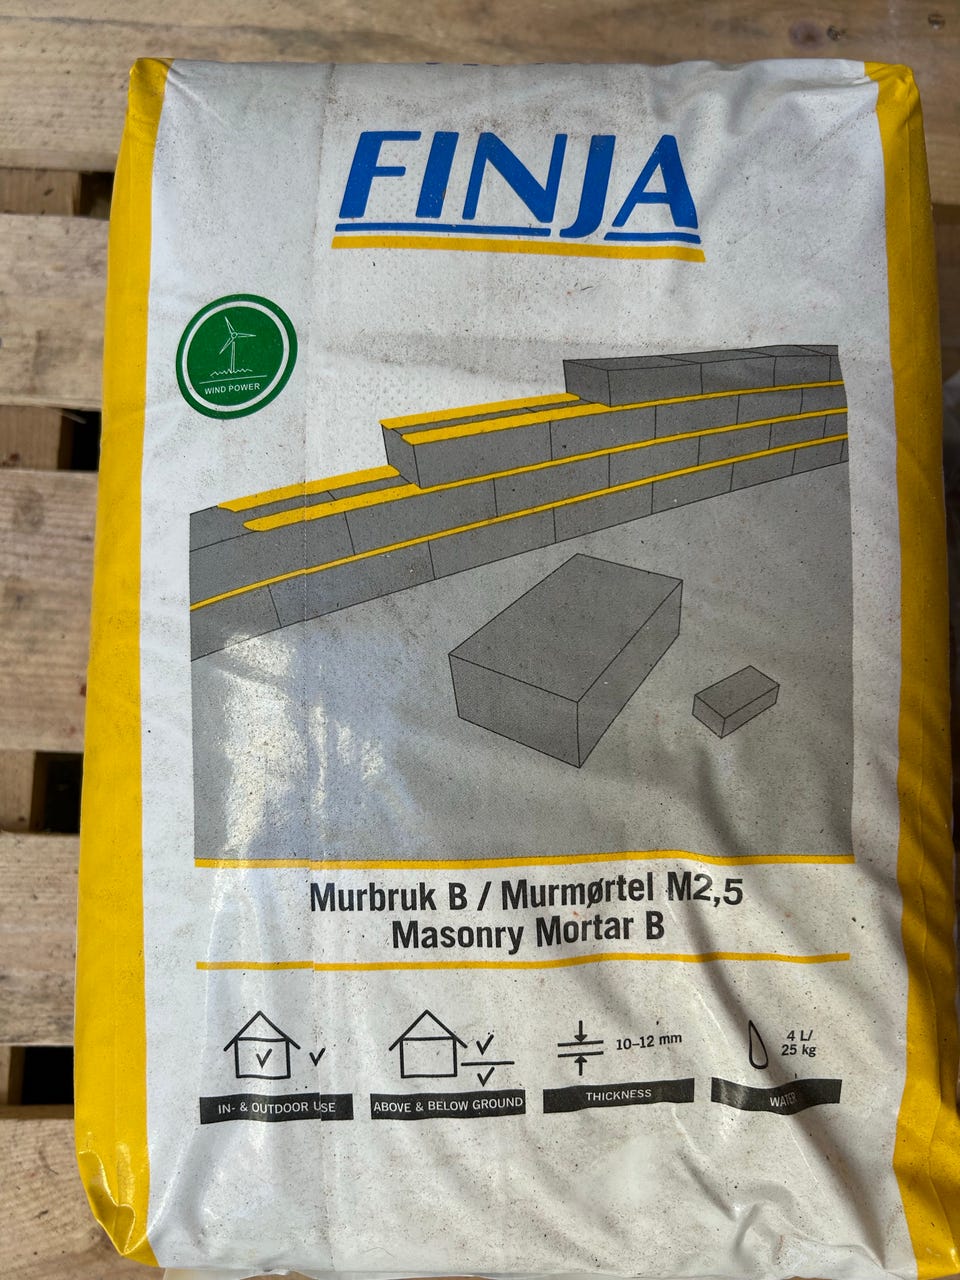 FINJA
WIND POWER
Murbruk B / Murmørtel M2,5
Masonry Mortar B
10–12 mm
4 L/
25 kg
IN- & OUTDOOR USE
ABOVE & BELOW GROUND
THICKNESS
WATER